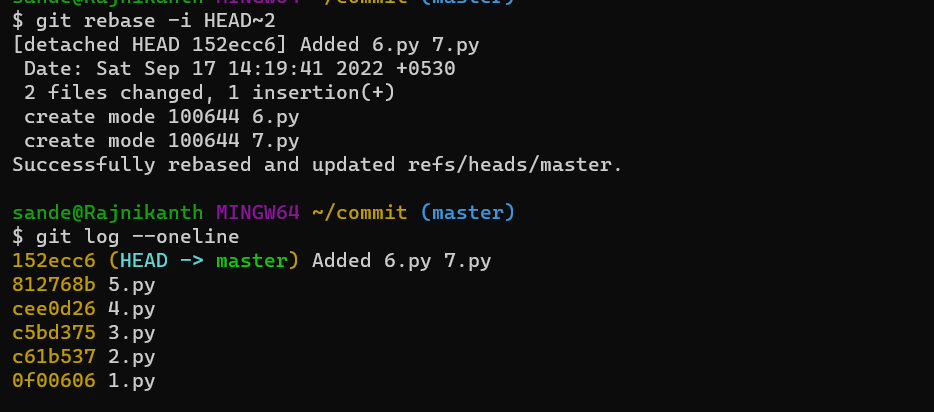 sande@Rajnikanth MINGW64 ~/commit (master)
$ git rebase -i HEAD~2
[detached HEAD 152ecc6] Added 6.py 7.py
 Date: Sat Sep 17 14:19:41 2022 +0530
 2 files changed, 1 insertion(+)
 create mode 100644 6.py
 create mode 100644 7.py
Successfully rebased and updated refs/heads/master.

sande@Rajnikanth MINGW64 ~/commit (master)
$ git log --oneline
152ecc6 (HEAD -> master) Added 6.py 7.py
812768b 5.py
cee0d26 4.py
c5bd375 3.py
c61b537 2.py
0f00606 1.py